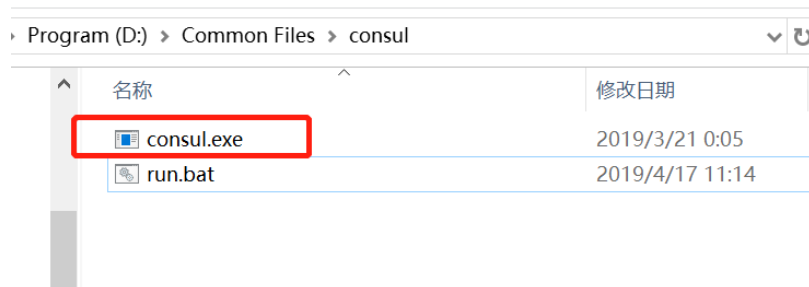 Program (D:) > Common Files > consul
名称 修改日期
consul.exe 2019/3/21 0:05
run.bat 2019/4/17 11:14